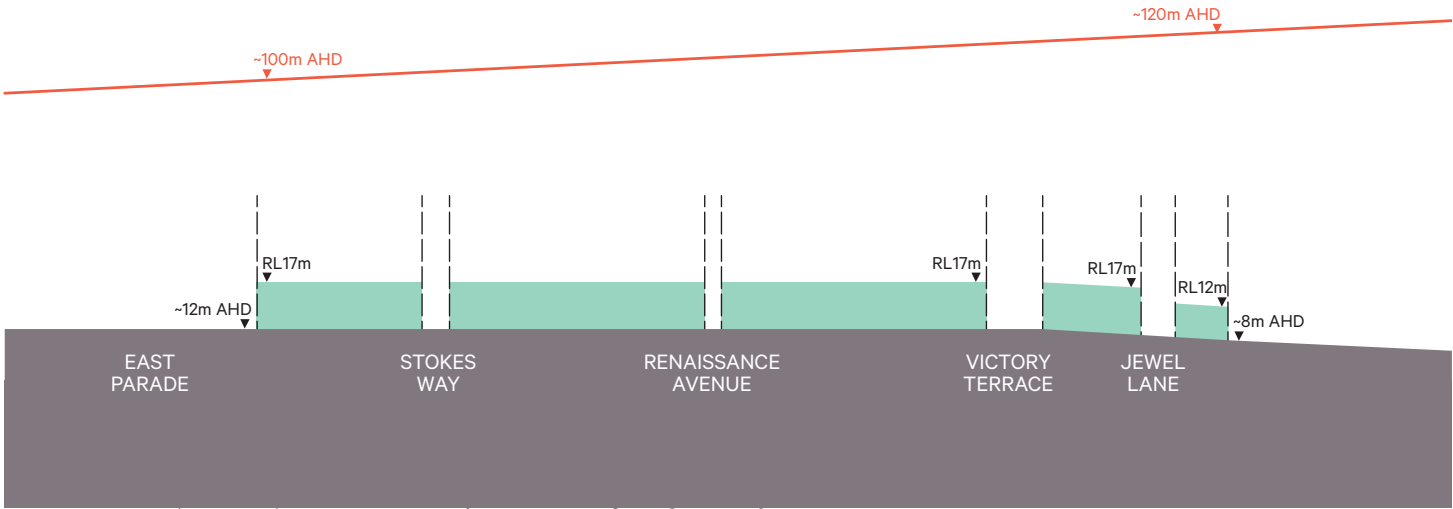 ~120m AHD
~100m AHD
RL17m
RL17m
RL17m
RL12m
~12m AHD
~8m AHD
EAST
PARADE
STOKES
WAY
RENAISSANCE
AVENUE
VICTORY
TERRACE
JEWEL
LANE